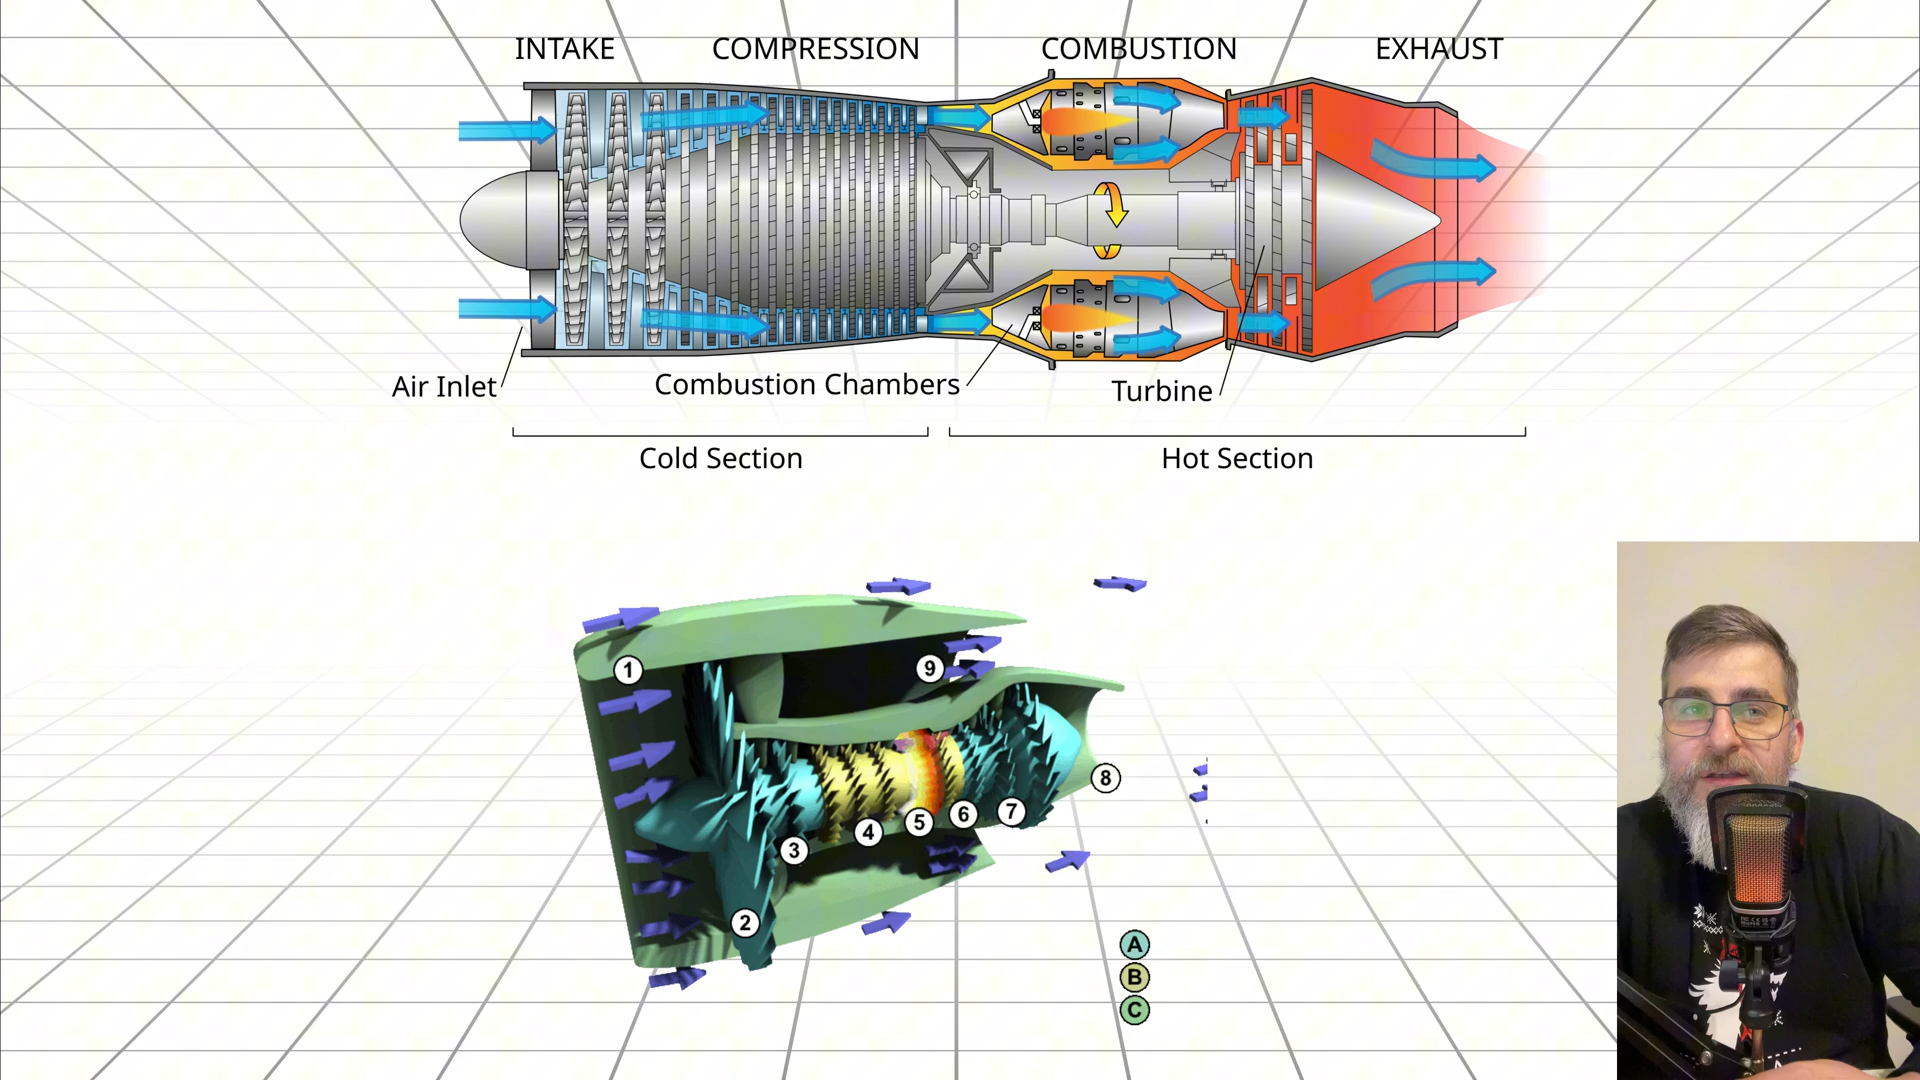 INTAKE
COMPRESSION
COMBUSTION
EXHAUST
Air Inlet
Combustion Chambers
Turbine
Cold Section
Hot Section
1
9
8
7
6
5
4
3
2
A
B
C